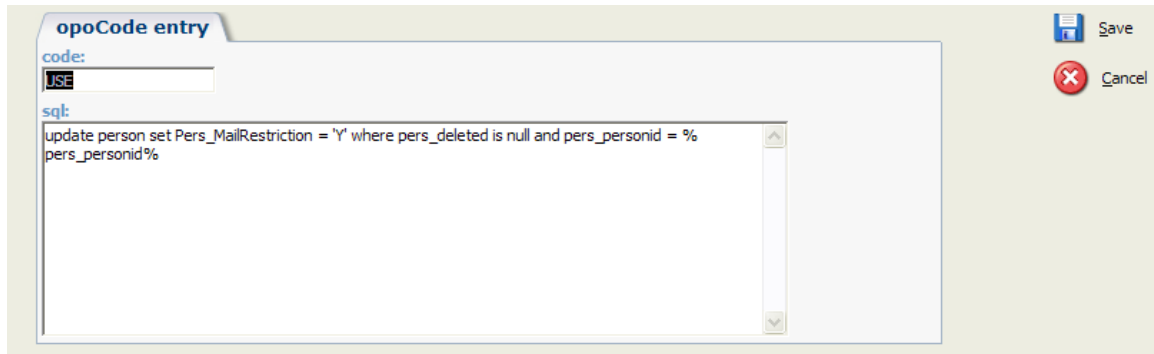 opoCode entry
Save
code:
USE
Cancel
sql:
update person set Pers_MailRestriction = 'Y' where pers_deleted is null and pers_personid = %
pers_personid%